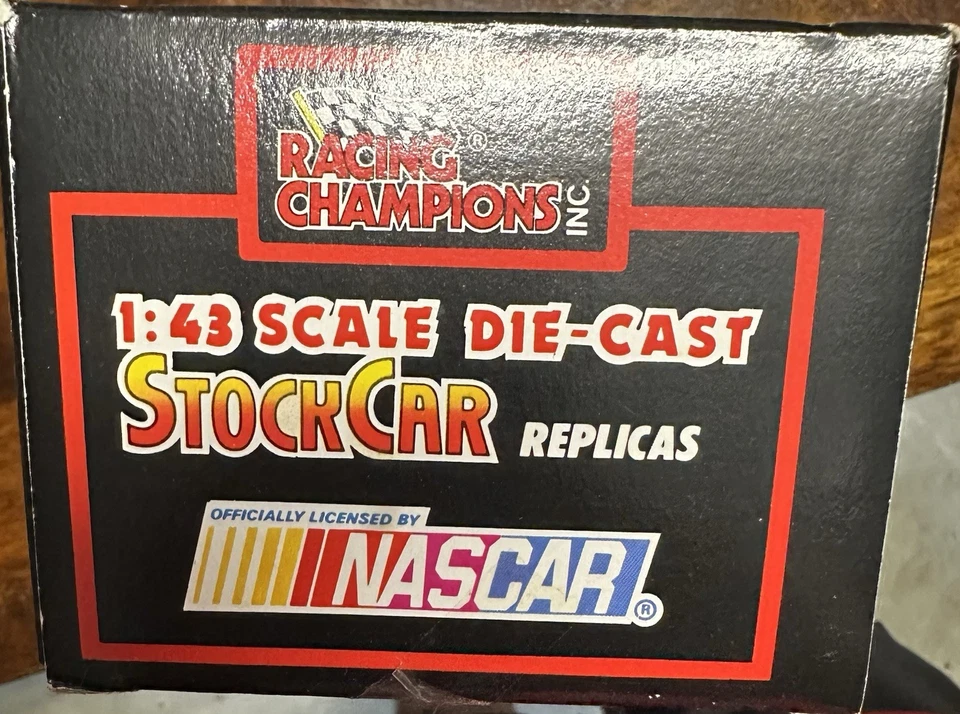 RACING ®
CHAMPIONS INC
1:43 SCALE DIE-CAST
STOCKCAR REPLICAS
OFFICIALLY LICENSED BY
NASCAR ®